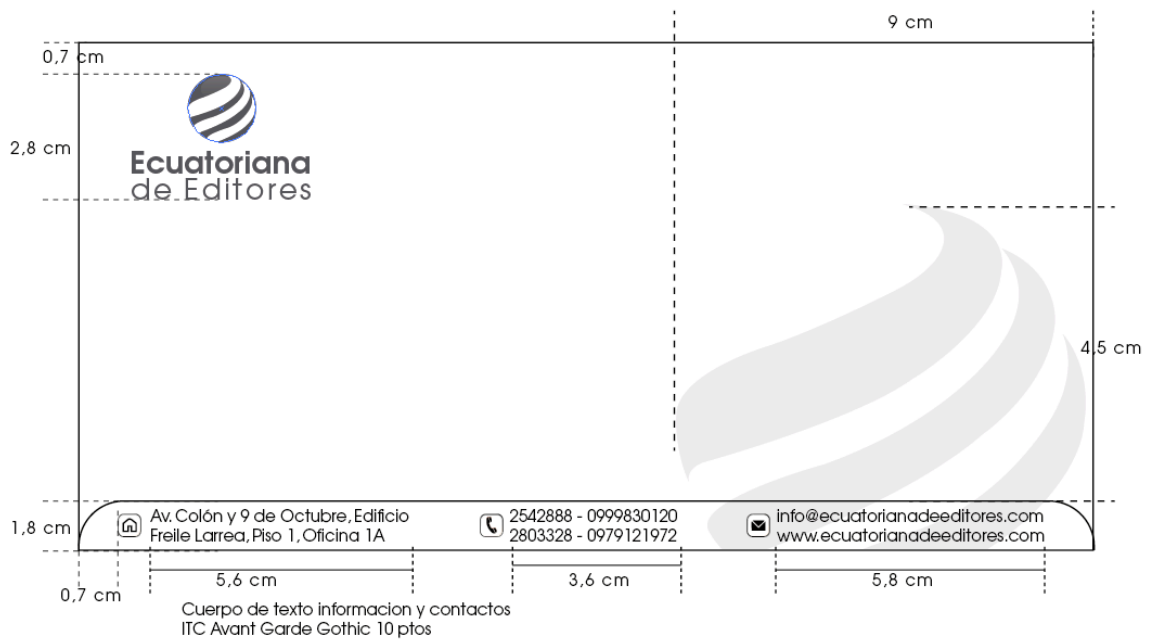 9 cm
0,7 cm
2,8 cm
Ecuatoriana
de Editores
4,5 cm
1,8 cm
Av. Colón y 9 de Octubre, Edificio
Freile Larrea, Piso 1, Oficina 1A
2542888 - 0999830120
2803328 - 0979121972
info@ecuatorianadeeditores.com
www.ecuatorianadeeditores.com
0,7 cm
5,6 cm
3,6 cm
5,8 cm
Cuerpo de texto informacion y contactos
ITC Avant Garde Gothic 10 ptos